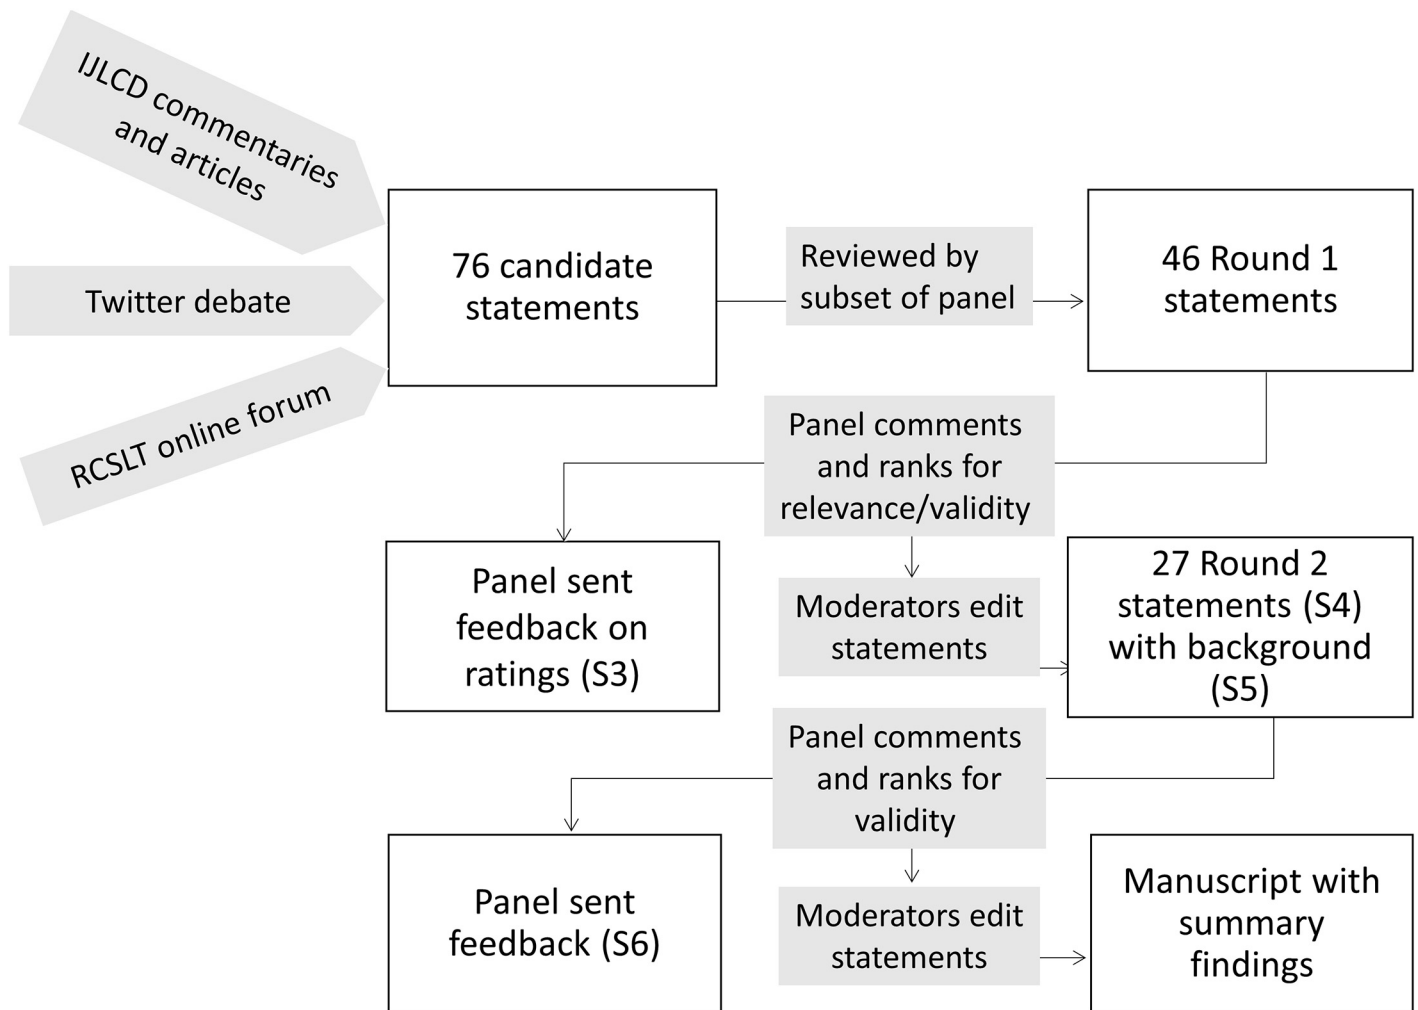 IJLCD commentaries
and articles
Twitter debate
RCSLT online forum
76 candidate
statements
Reviewed by
subset of panel
46 Round 1
statements
Panel comments
and ranks for
relevance/validity
Panel sent
feedback on
ratings (S3)
Moderators edit
statements
27 Round 2
statements (S4)
with background
(S5)
Panel comments
and ranks for
validity
Panel sent
feedback (S6)
Moderators edit
statements
Manuscript with
summary
findings